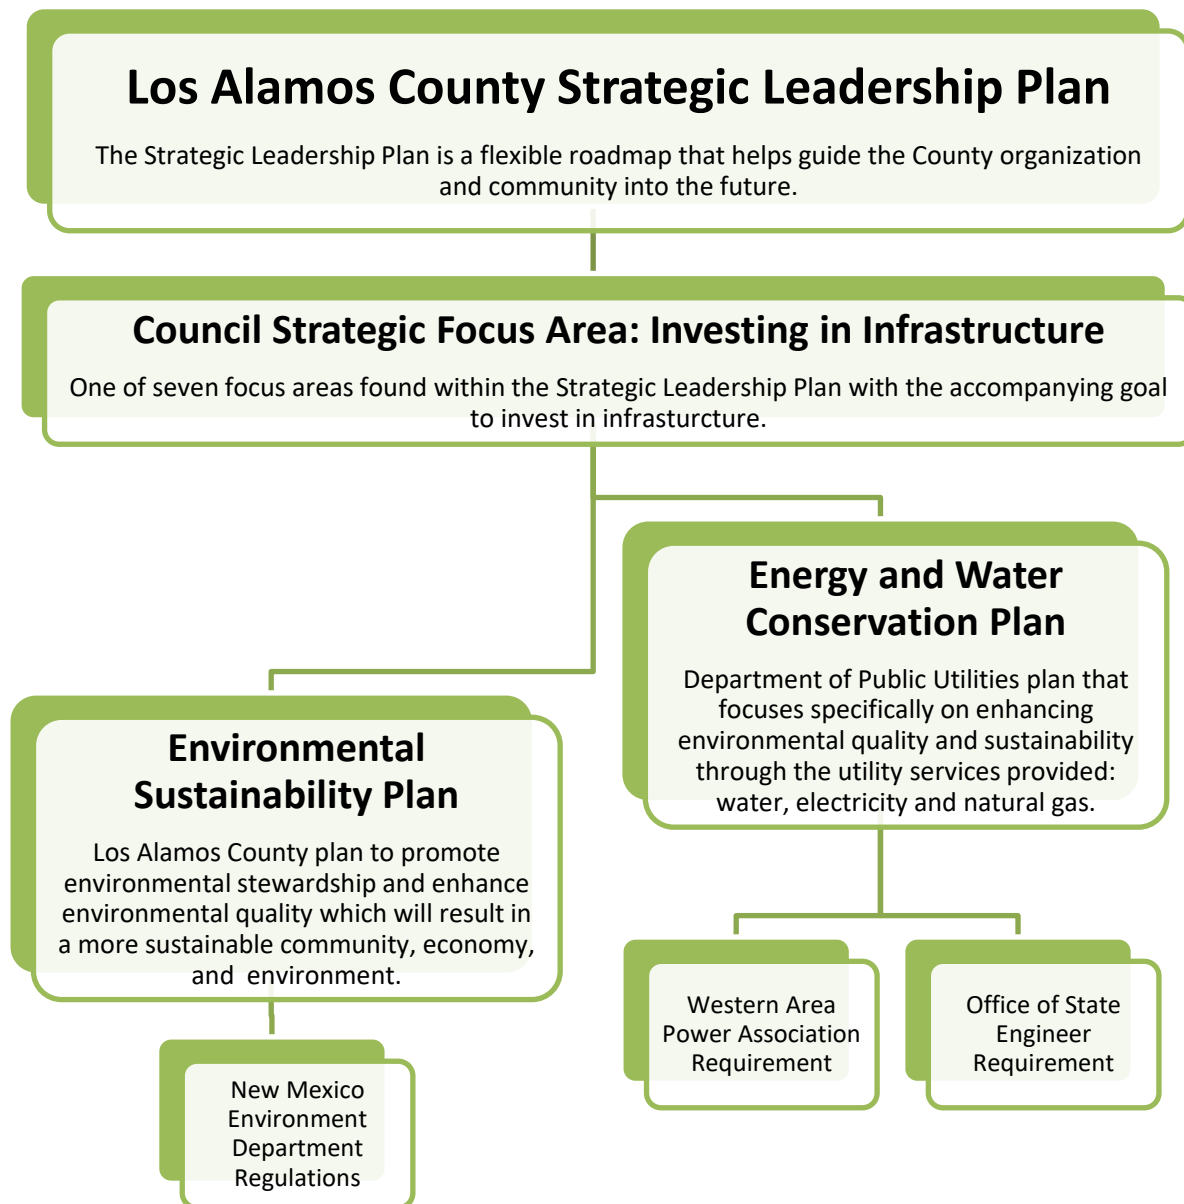 Los Alamos County Strategic Leadership Plan
The Strategic Leadership Plan is a flexible roadmap that helps guide the County organization
and community into the future.
Council Strategic Focus Area: Investing in Infrastructure
One of seven focus areas found within the Strategic Leadership Plan with the accompanying goal
to invest in infrasturcture.
Energy and Water
Conservation Plan
Department of Public Utilities plan that
focuses specifically on enhancing
environmental quality and sustainability
through the utility services provided:
water, electricity and natural gas.
Environmental
Sustainability Plan
Los Alamos County plan to promote
environmental stewardship and enhance
environmental quality which will result in
a more sustainable community, economy,
and environment.
Western Area
Power Association
Requirement
Office of State
Engineer
Requirement
New Mexico
Environment
Department
Regulations